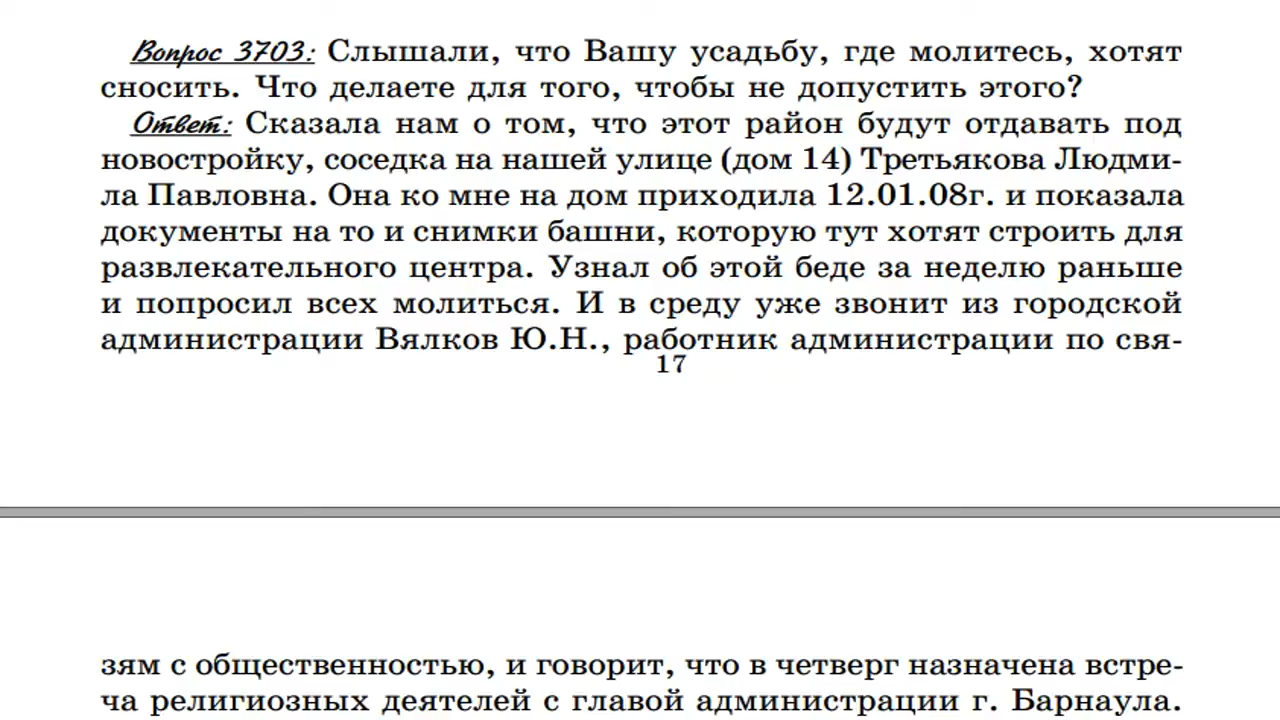 Вопрос 3703: Слышали, что Вашу усадьбу, где молитесь, хотят
сносить. Что делаете для того, чтобы не допустить этого?
Ответ: Сказала нам о том, что этот район будут отдавать под
новостройку, соседка на нашей улице (дом 14) Третьякова Людми-
ла Павловна. Она ко мне на дом приходила 12.01.08г. и показала
документы на то и снимки башни, которую тут хотят строить для
развлекательного центра. Узнал об этой беде за неделю раньше
и попросил всех молиться. И в среду уже звонит из городской
администрации Вялков Ю.Н., работник администрации по свя-
17
зям с общественностью, и говорит, что в четверг назначена встре-
ча религиозных деятелей с главой администрации г. Барнаула.